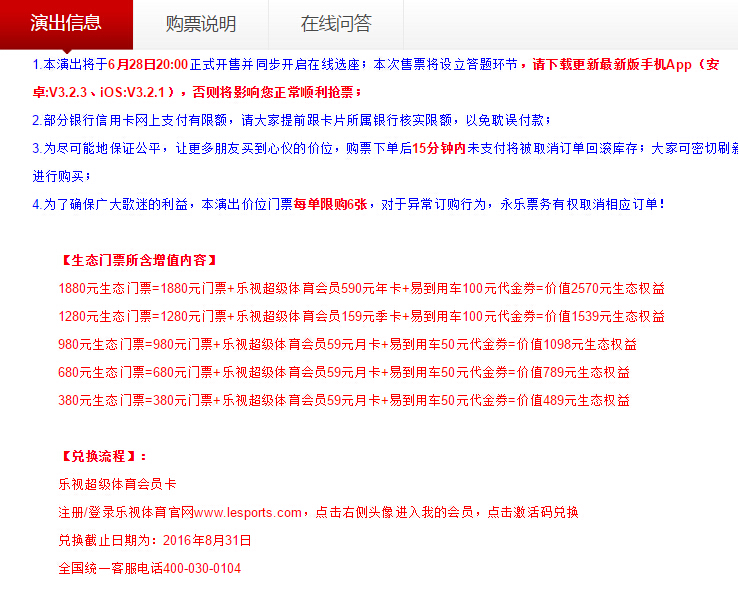 演出信息
购票说明
在线问答
1.本演出将于6月28日20:00正式开售并同步开启在线选座；本次售票将设立答题环节，请下载更新最新版手机App（安
卓:V3.2.3、iOS:V3.2.1），否则将影响您正常顺利抢票；
2.部分银行信用卡网上支付有限额，请大家提前跟卡片所属银行核实限额，以免耽误付款；
3.为尽可能地保证公平，让更多朋友买到心仪的价位，购票下单后15分钟内未支付将被取消订单回滚库存；大家可密切刷新
进行购买；
4.为了确保广大歌迷的利益，本演出价位门票每单限购6张，对于异常订购行为，永乐票务有权取消相应订单！
【生态门票所含增值内容】
1880元生态门票=1880元门票+乐视超级体育会员590元年卡+易到用车100元代金券=价值2570元生态权益
1280元生态门票=1280元门票+乐视超级体育会员159元季卡+易到用车100元代金券=价值1539元生态权益
980元生态门票=980元门票+乐视超级体育会员59元月卡+易到用车50元代金券=价值1098元生态权益
680元生态门票=680元门票+乐视超级体育会员59元月卡+易到用车50元代金券=价值789元生态权益
380元生态门票=380元门票+乐视超级体育会员59元月卡+易到用车50元代金券=价值489元生态权益
【兑换流程】：
乐视超级体育会员卡
注册/登录乐视体育官网www.lesports.com，点击右侧头像进入我的会员，点击激活码兑换
兑换截止日期为：2016年8月31日
全国统一客服电话400-030-0104